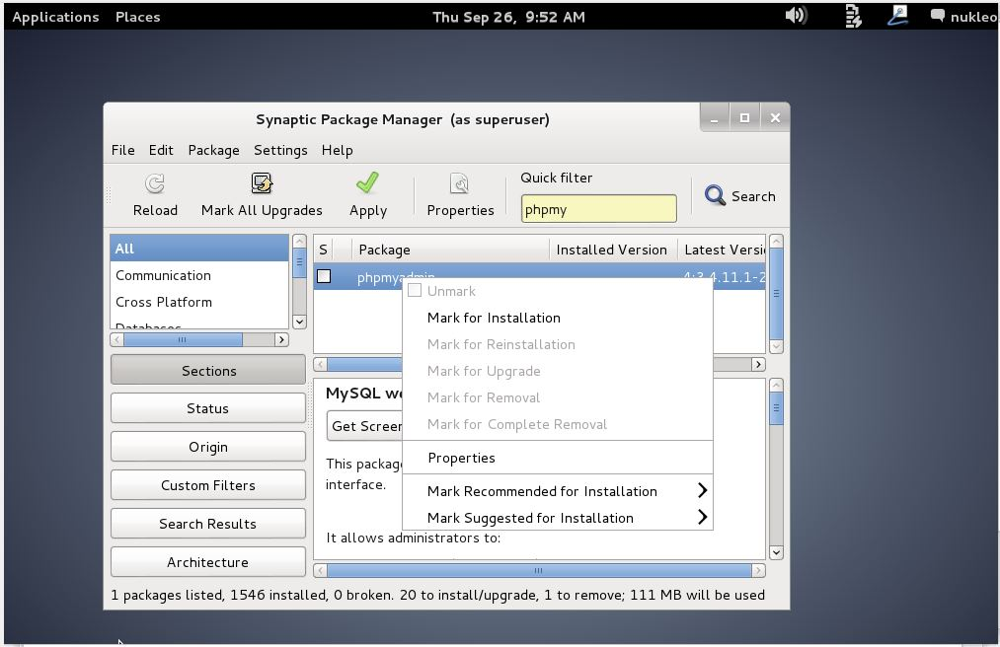 Applications Places Thu Sep 26, 9:52 AM nukleo
Synaptic Package Manager (as superuser)
File Edit Package Settings Help
Quick filter
Reload Mark All Upgrades Apply Properties phpmy Search
All
Communication
Cross Platform
Databases
S Package Installed Version Latest Versi
phpmyadmin 4:3.4.11.1-2
Unmark
Mark for Installation
Mark for Reinstallation
Mark for Upgrade
Mark for Removal
Mark for Complete Removal
Properties
Mark Recommended for Installation
Mark Suggested for Installation
Sections
Status
Origin
Custom Filters
Search Results
Architecture
MySQL we
Get Screen
This package
interface.
It allows administrators to:
1 packages listed, 1546 installed, 0 broken. 20 to install/upgrade, 1 to remove; 111 MB will be used